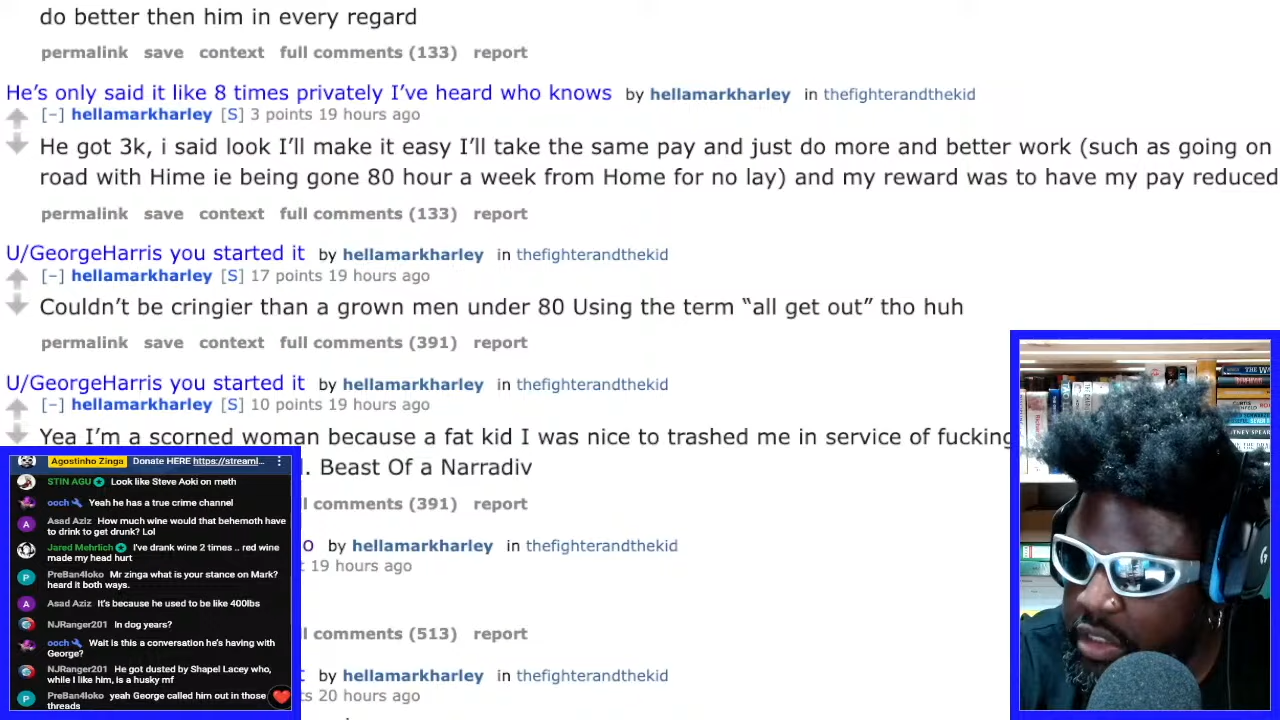 do better then him in every regard
permalink save context full comments (133) report
He’s only said it like 8 times privately I’ve heard who knows by hellamarkharley in thefighterandthekid
[–] hellamarkharley [S] 3 points 19 hours ago
He got 3k, i said look I’ll make it easy I’ll take the same pay and just do more and better work (such as going on
road with Hime ie being gone 80 hour a week from Home for no lay) and my reward was to have my pay reduced
permalink save context full comments (133) report
U/GeorgeHarris you started it by hellamarkharley in thefighterandthekid
[–] hellamarkharley [S] 17 points 19 hours ago
Couldn’t be cringier than a grown men under 80 Using the term “all get out” tho huh
permalink save context full comments (391) report
U/GeorgeHarris you started it by hellamarkharley in thefighterandthekid
[–] hellamarkharley [S] 10 points 19 hours ago
Yea I’m a scorned woman because a fat kid I was nice to trashed me in service of fucking
. Beast Of a Narradiv
comments (391) report
by hellamarkharley in thefighterandthekid
19 hours ago
comments (513) report
by hellamarkharley in thefighterandthekid
20 hours ago
Agostinho Zinga Donate HERE https://streaml...
STIN AGU Look like Steve Aoki on meth
ooch Yeah he has a true crime channel
Asad Aziz How much wine would that behemoth have
to drink to get drunk? Lol
Jared Mehrlich I've drank wine 2 times .. red wine
made my head hurt
PreBan4loko Mr zinga what is your stance on Mark?
heard it both ways.
Asad Aziz It's because he used to be like 400lbs
NJRanger201 In dog years?
ooch Wait is this a conversation he's having with
George?
NJRanger201 He got dusted by Shapel Lacey who,
while I like him, is a husky mf
PreBan4loko yeah George called him out in those
threads